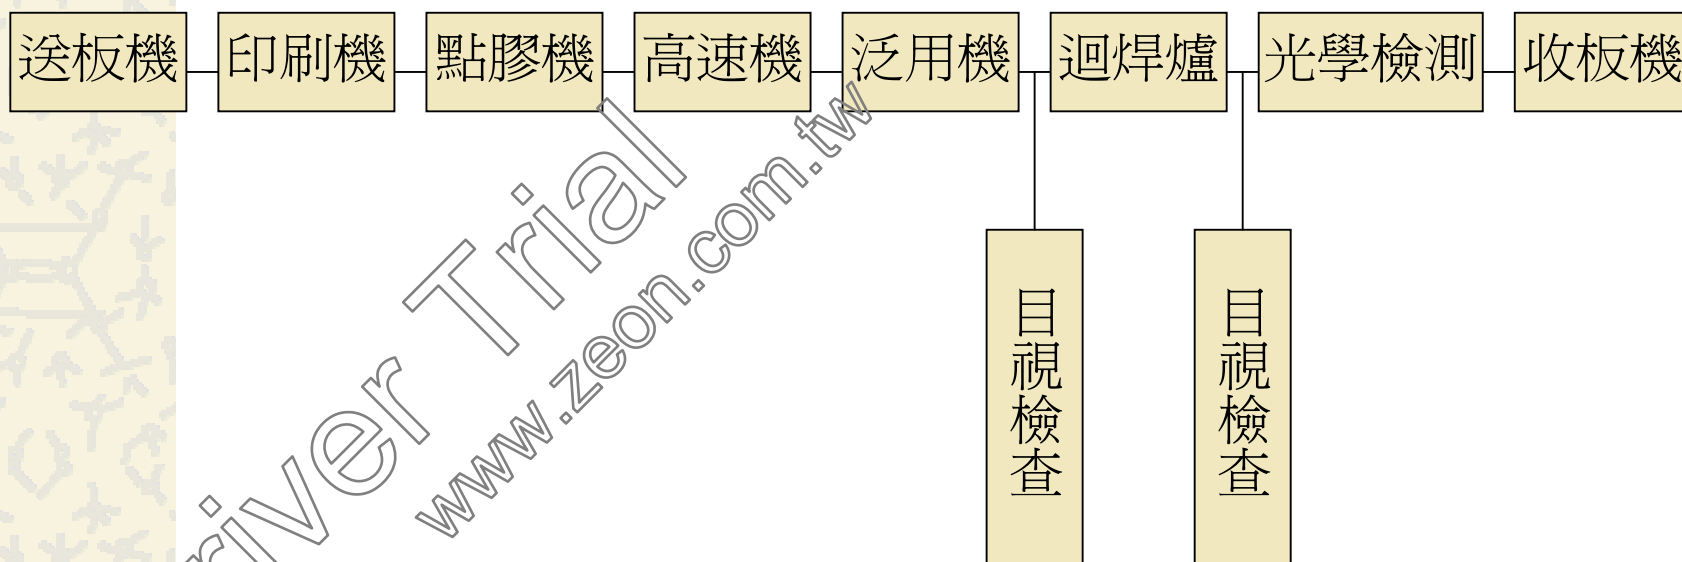 送板機 印刷機 點膠機 高速機 泛用機 迴焊爐 光學檢測 收板機
目視檢查
目視檢查
river Trial
www.zeon.com.tw